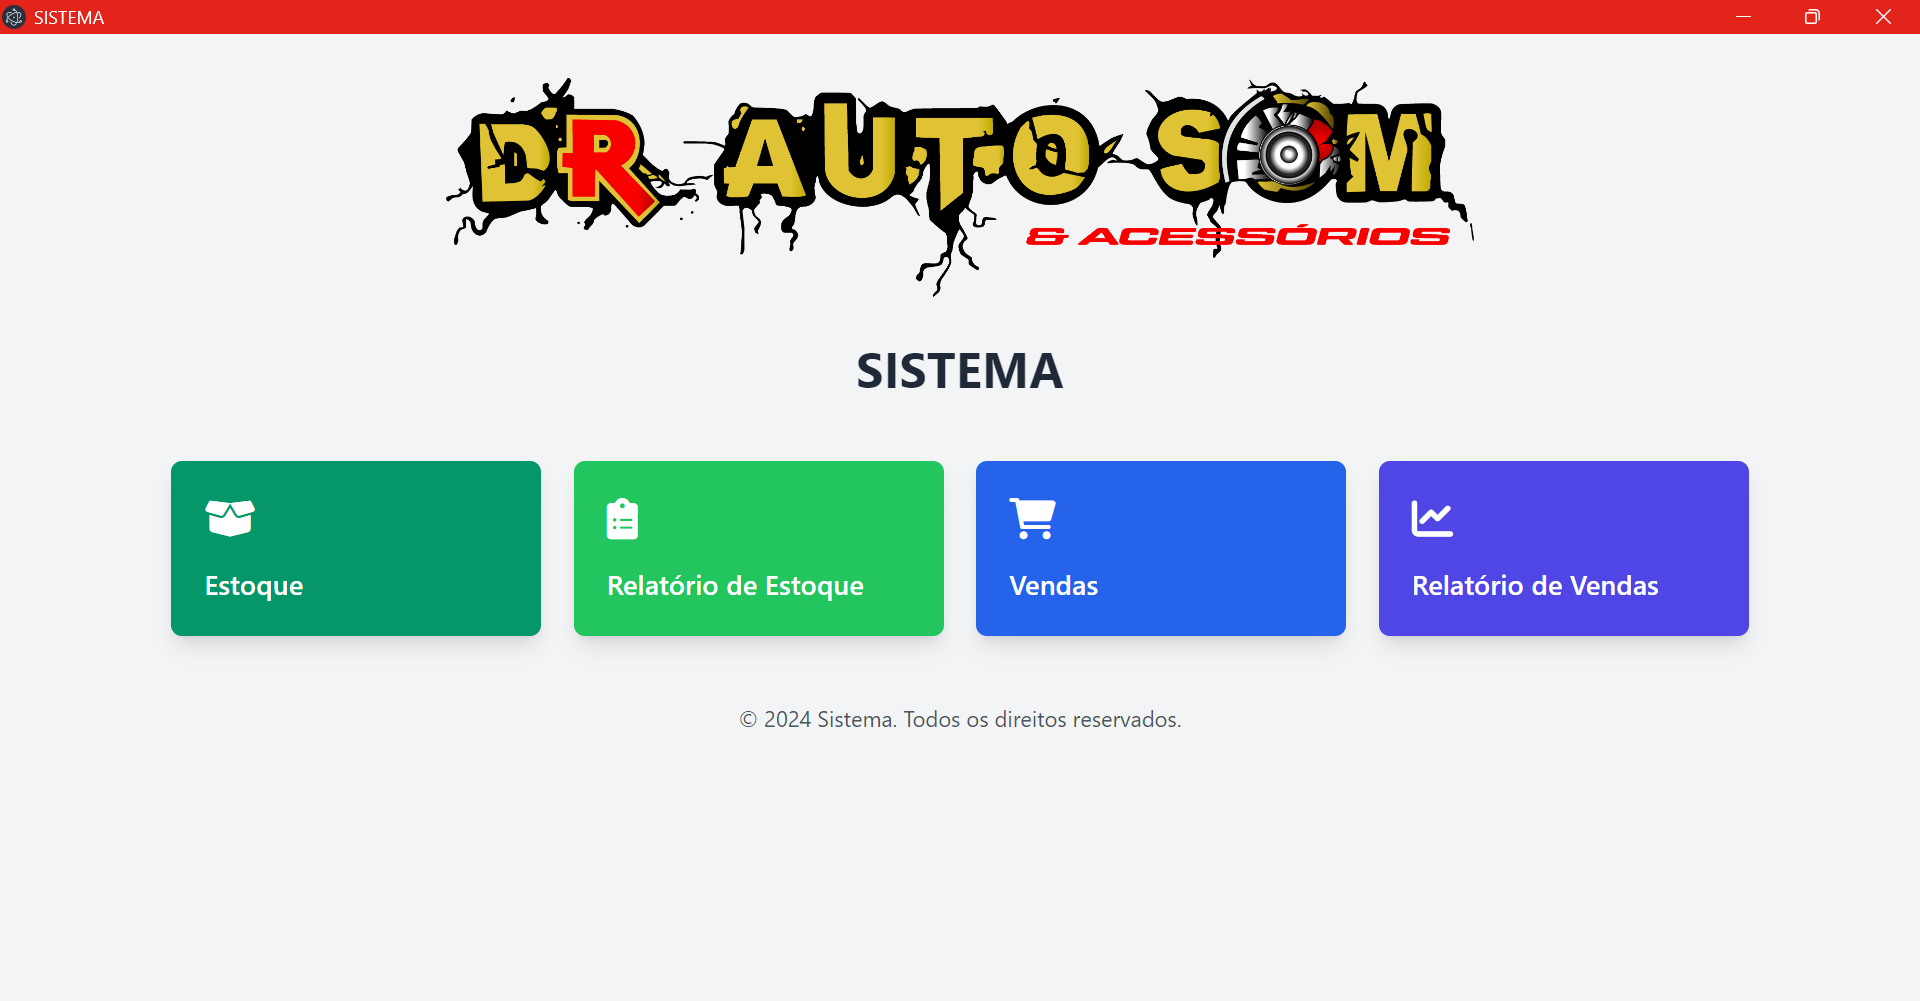 SISTEMA
DR AUTO SOM
& ACESSÓRIOS
SISTEMA
Estoque
Relatório de Estoque
Vendas
Relatório de Vendas
© 2024 Sistema. Todos os direitos reservados.